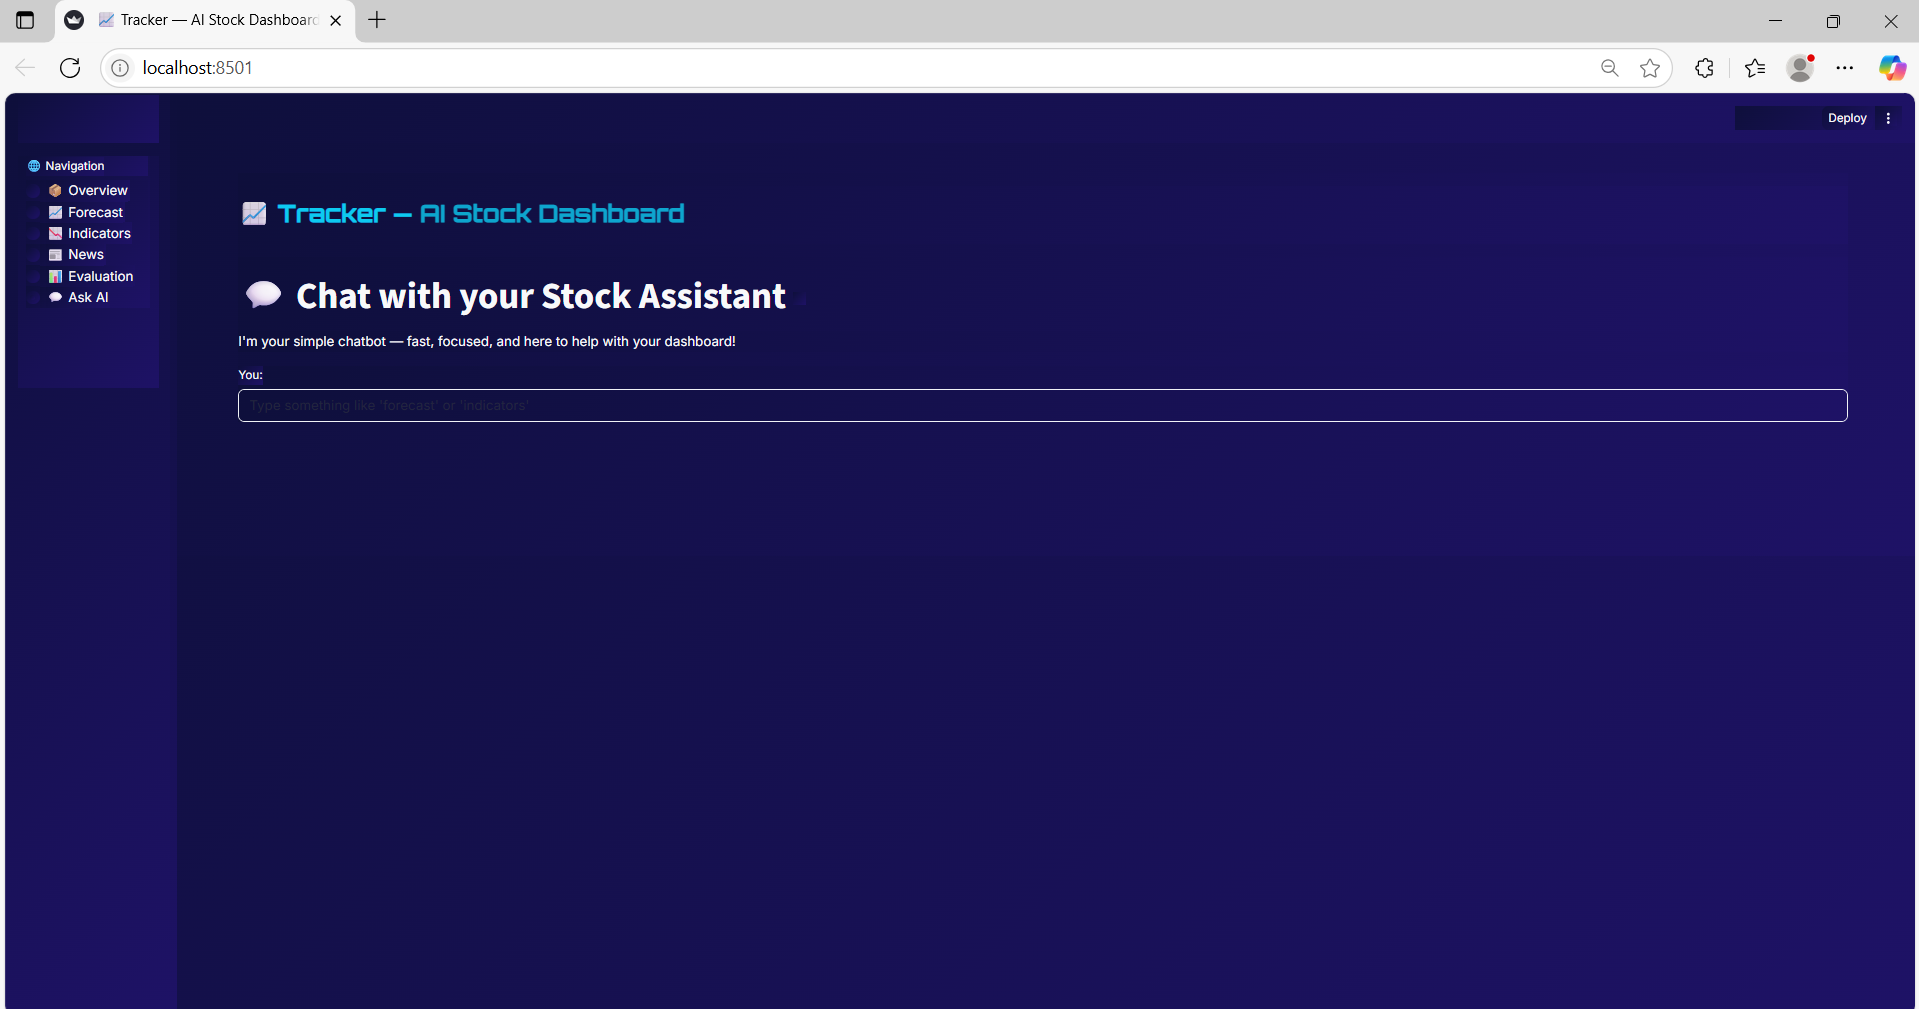 Tracker — AI Stock Dashboard
localhost:8501
Deploy
Navigation
Overview
Forecast
Indicators
News
Evaluation
Ask AI
Tracker — AI Stock Dashboard
Chat with your Stock Assistant
I'm your simple chatbot — fast, focused, and here to help with your dashboard!
You:
Type something like 'forecast' or 'indicators'